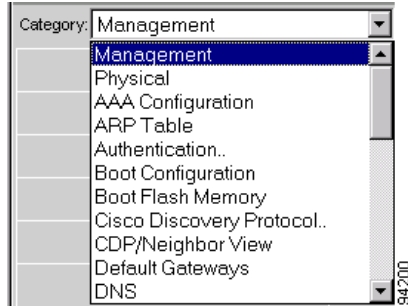 Category: Management
Management
Physical
AAA Configuration
ARP Table
Authentication..
Boot Configuration
Boot Flash Memory
Cisco Discovery Protocol..
CDP/Neighbor View
Default Gateways
DNS
94200